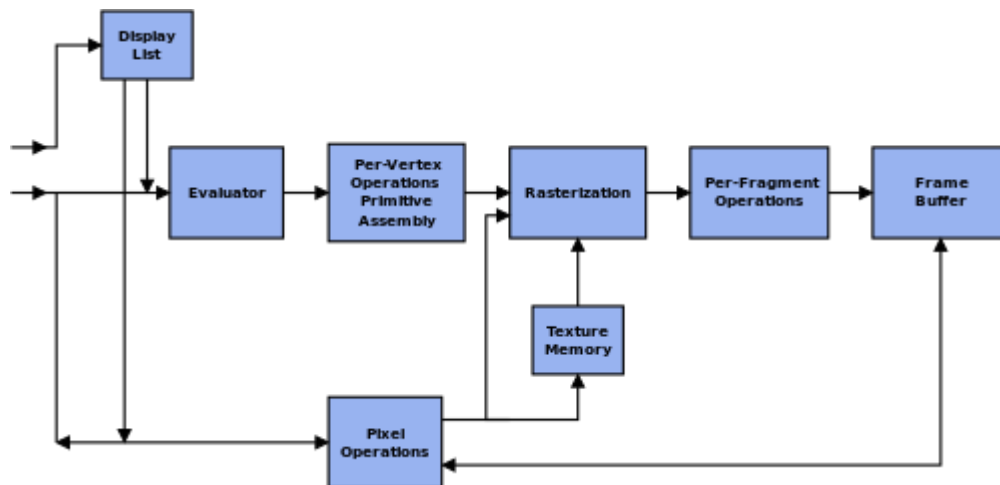 Display
List
Evaluator
Per-Vertex
Operations
Primitive
Assembly
Rasterization
Per-Fragment
Operations
Frame
Buffer
Texture
Memory
Pixel
Operations